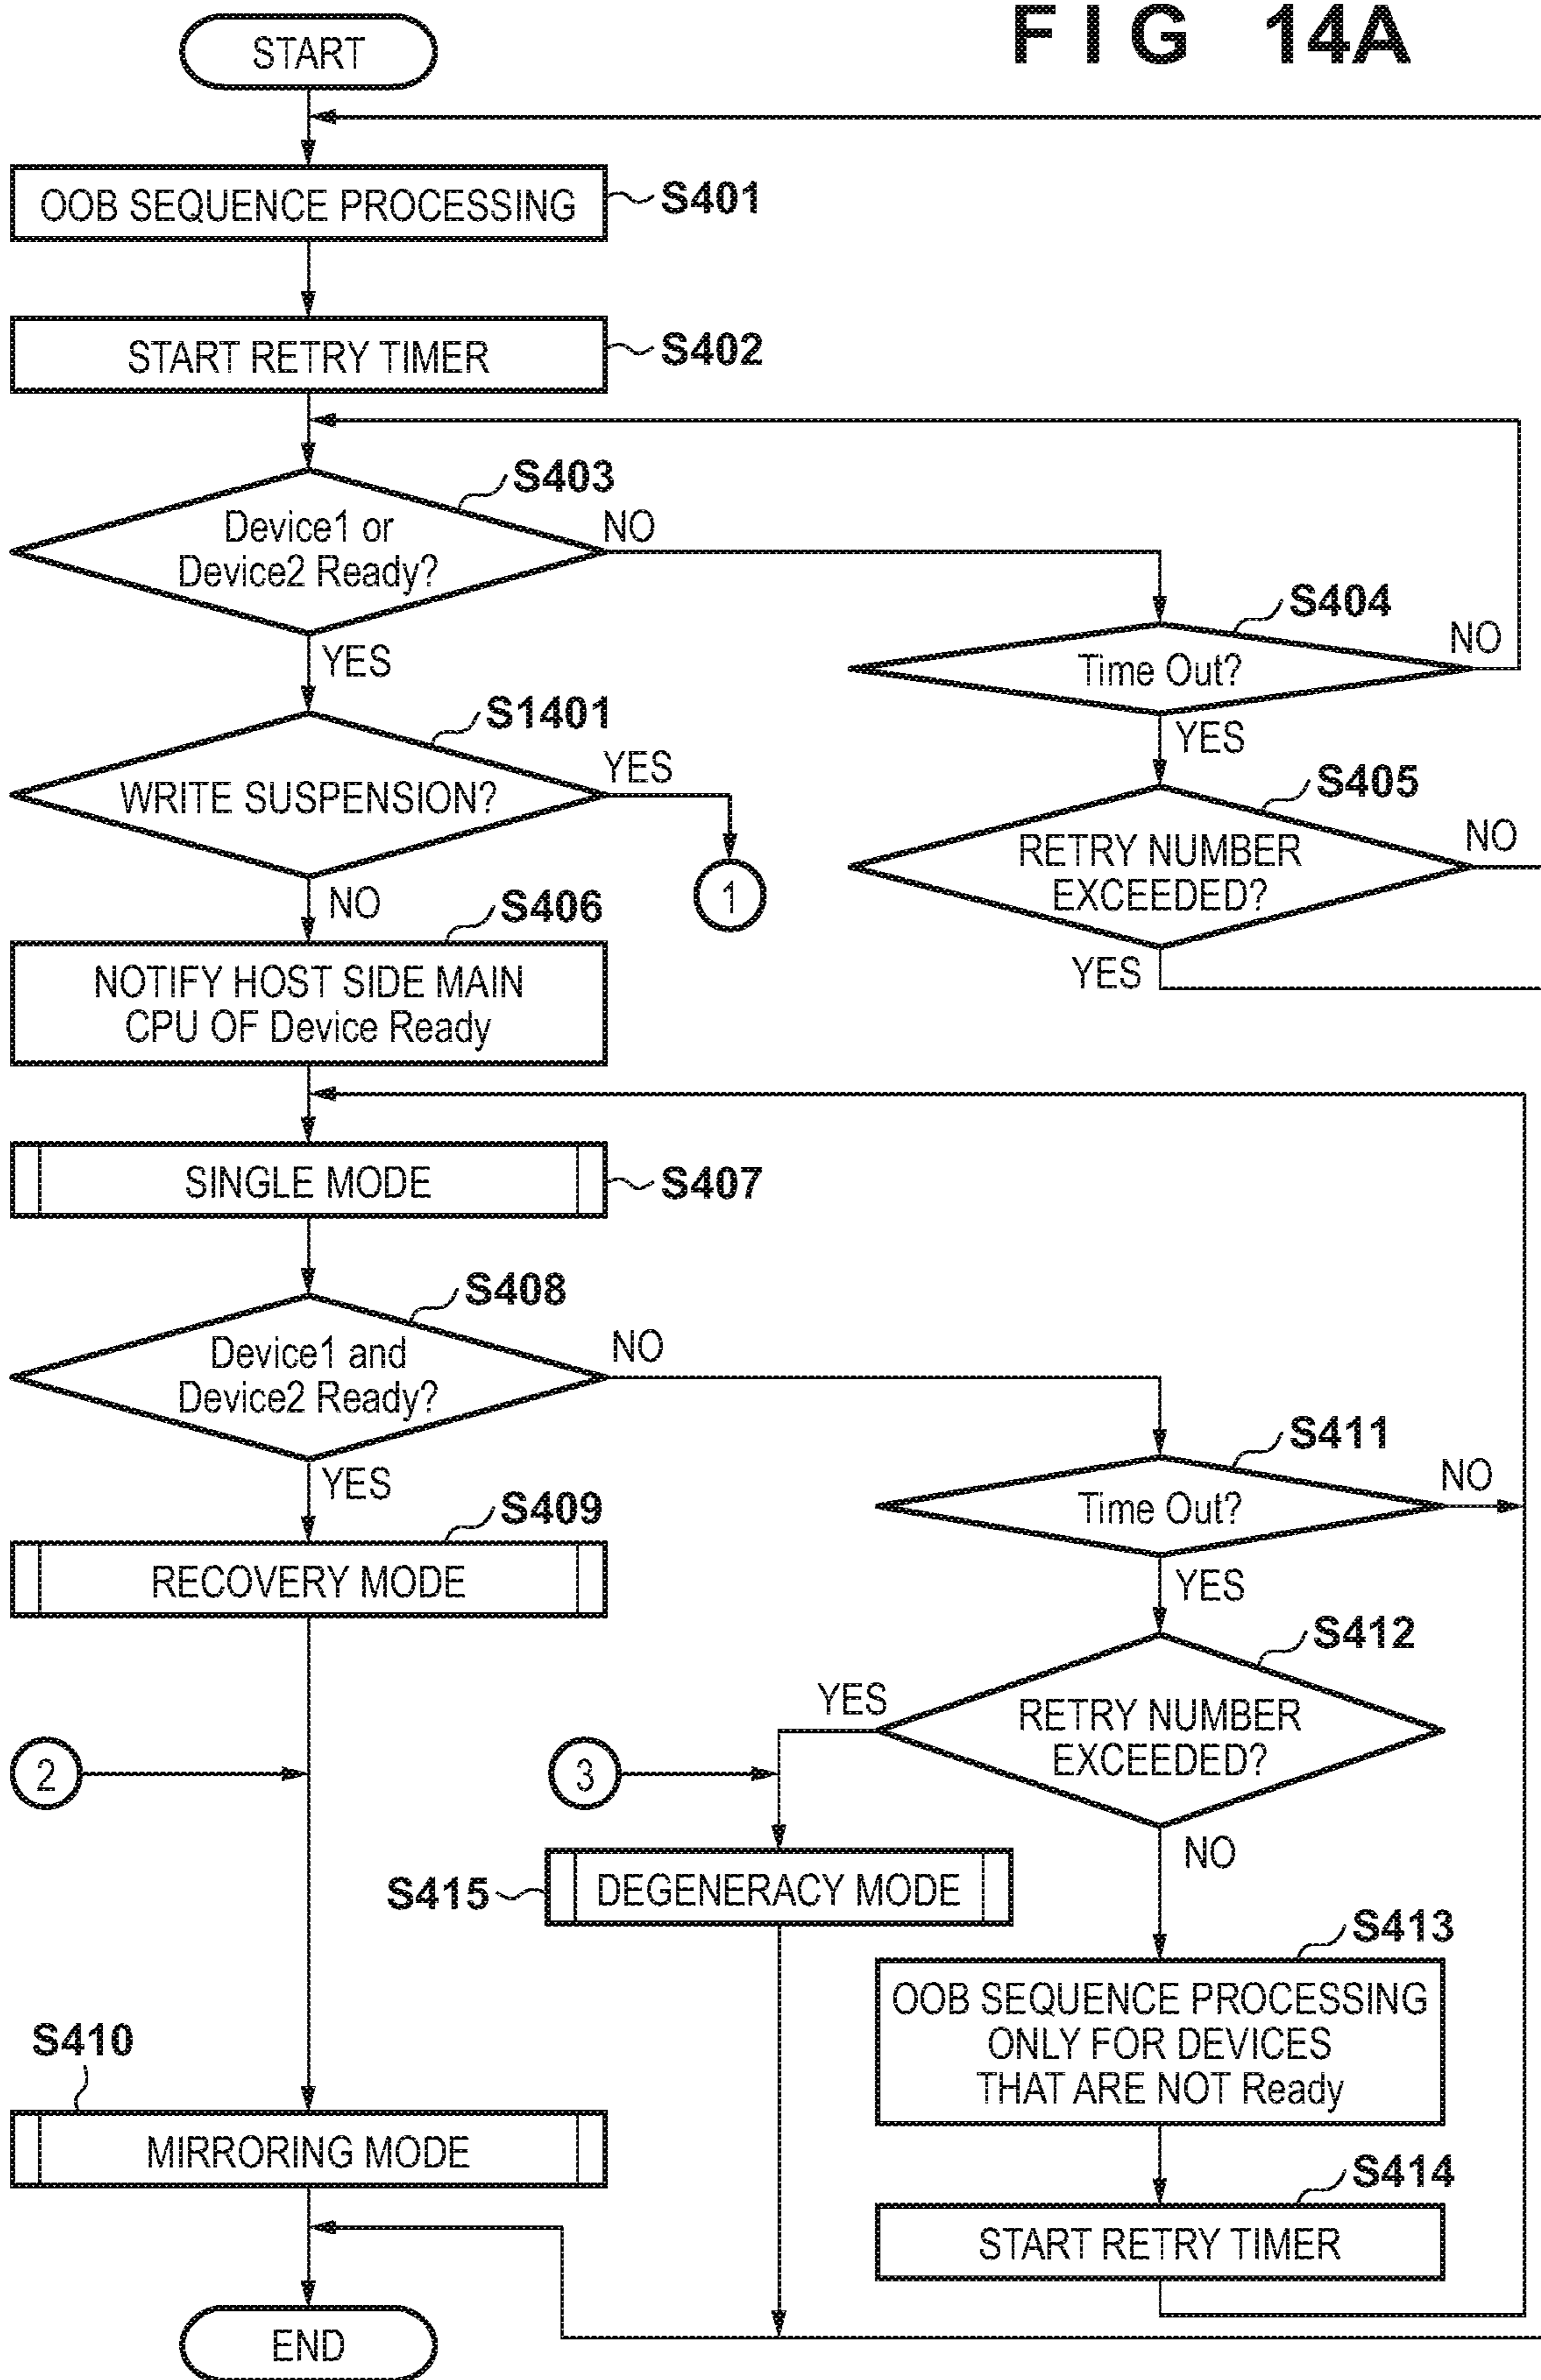 FIG 14A
START
OOB SEQUENCE PROCESSING
S401
START RETRY TIMER
S402
S403
Device1 or
Device2 Ready?
NO
YES
S404
Time Out?
NO
YES
S1401
WRITE SUSPENSION?
YES
NO
1
S405
RETRY NUMBER
EXCEEDED?
NO
YES
S406
NOTIFY HOST SIDE MAIN
CPU OF Device Ready
SINGLE MODE
S407
S408
Device1 and
Device2 Ready?
NO
YES
S411
Time Out?
NO
YES
S409
RECOVERY MODE
S412
RETRY NUMBER
EXCEEDED?
YES
NO
2
3
S415
DEGENERACY MODE
S413
OOB SEQUENCE PROCESSING
ONLY FOR DEVICES
THAT ARE NOT Ready
S410
MIRRORING MODE
S414
START RETRY TIMER
END